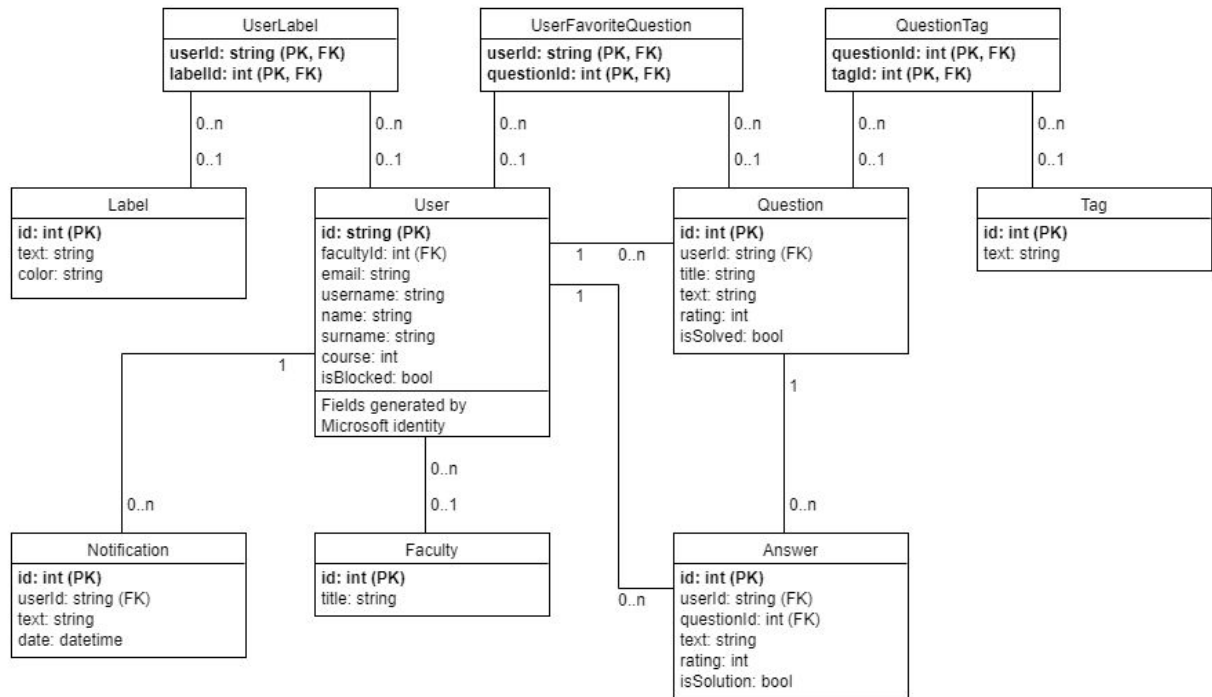 UserLabel
userId: string (PK, FK)
labelId: int (PK, FK)
UserFavoriteQuestion
userId: string (PK, FK)
questionId: int (PK, FK)
QuestionTag
questionId: int (PK, FK)
tagId: int (PK, FK)
0..n
0..n
0..n
0..n
0..n
0..n
0..1
0..1
0..1
0..1
0..1
0..1
Label
id: int (PK)
text: string
color: string
User
id: string (PK)
facultyId: int (FK)
email: string
username: string
name: string
surname: string
course: int
isBlocked: bool
Fields generated by
Microsoft identity
Question
id: int (PK)
userId: string (FK)
title: string
text: string
rating: int
isSolved: bool
Tag
id: int (PK)
text: string
1
0..n
1
1
1
0..n
0..1
0..n
0..n
0..n
Notification
id: int (PK)
userId: string (FK)
text: string
date: datetime
Faculty
id: int (PK)
title: string
Answer
id: int (PK)
userId: string (FK)
questionId: int (FK)
text: string
rating: int
isSolution: bool